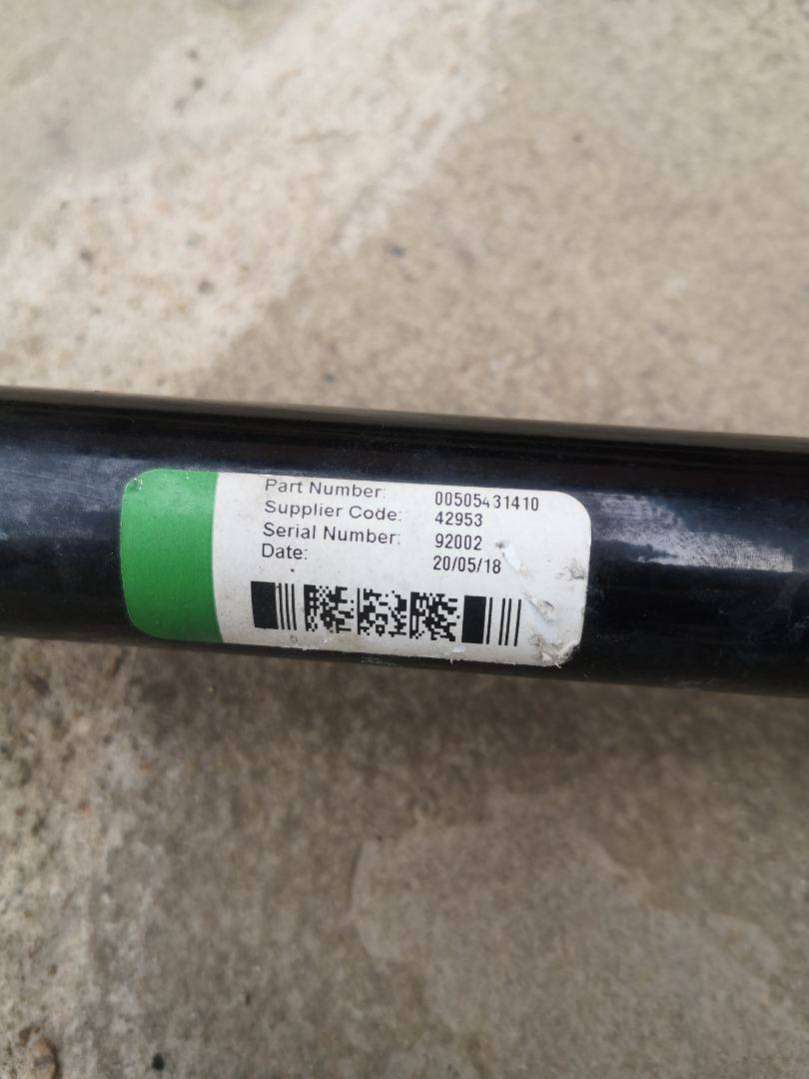 Part Number: 00505431410
Supplier Code: 42953
Serial Number: 92002
Date: 20/05/18